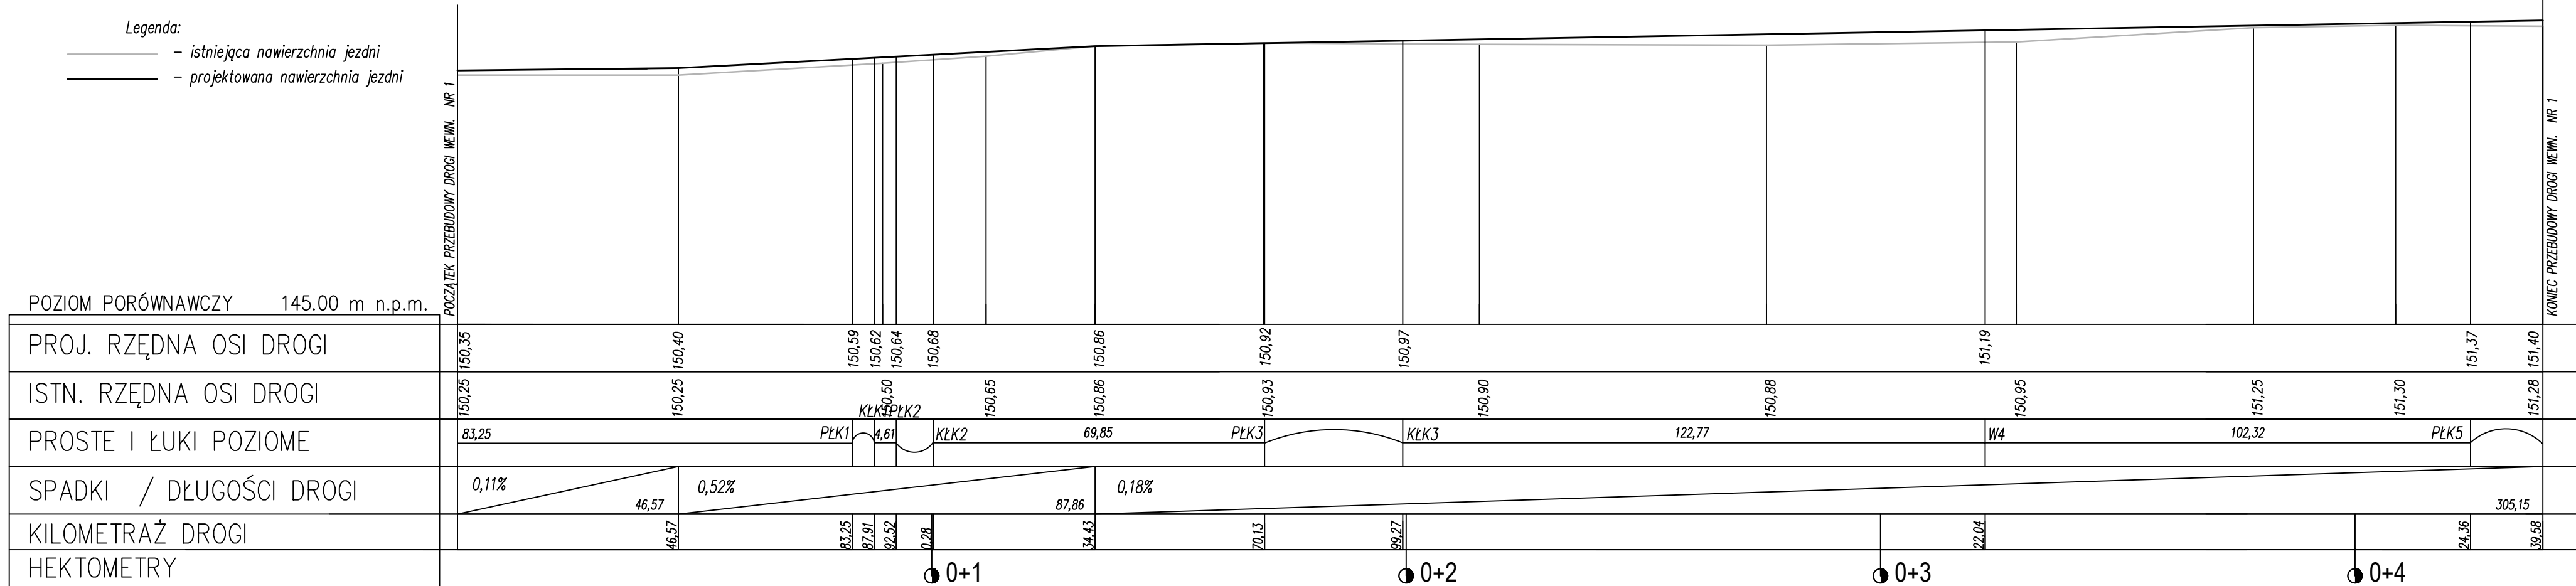 Legenda:
– istniejąca nawierzchnia jezdni
– projektowana nawierzchnia jezdni
POCZĄTEK PRZEBUDOWY DROGI WEWN. NR 1
KONIEC PRZEBUDOWY DROGI WEWN. NR 1
POZIOM PORÓWNAWCZY 145.00 m n.p.m.
PROJ. RZĘDNA OSI DROGI 150,35 150,40 150,59 150,62 150,64 150,68 150,86 150,92 150,97 151,19 151,37 151,40
ISTN. RZĘDNA OSI DROGI 150,25 150,25 150,50 150,65 150,86 150,93 150,90 150,88 150,95 151,25 151,30 151,28
KŁK1 PŁK2
PROSTE I ŁUKI POZIOME 83,25 PŁK1 4,61 KŁK2 69,85 PŁK3 KŁK3 122,77 W4 102,32 PŁK5
SPADKI / DŁUGOŚCI DROGI 0,11% 46,57 0,52% 87,86 0,18% 305,15
KILOMETRAŻ DROGI 46,57 83,25 87,91 92,52 0,28 34,43 70,13 99,27 22,04 24,36 39,58
HEKTOMETRY 0+1 0+2 0+3 0+4